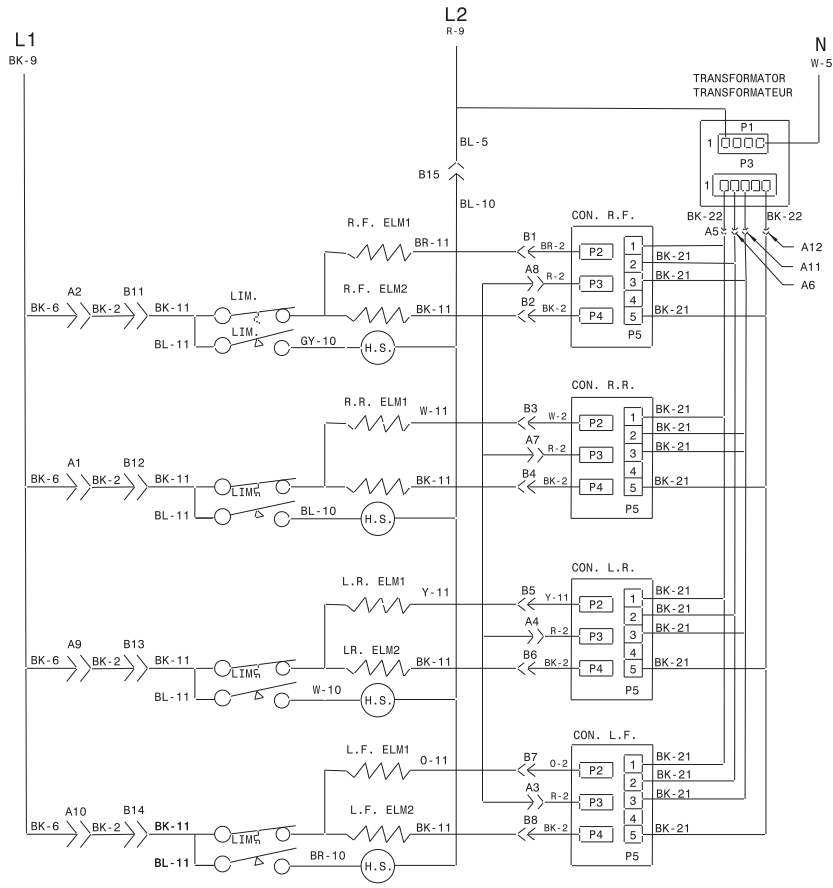 L1
BK-9
L2
R-9
N
W-5
TRANSFORMATOR
TRANSFORMATEUR
P1
1
P3
1
BL-5
B15
BL-10
BK-22
BK-22
A5
A12
A11
A6
CON. R.F.
R.F. ELM1
BR-11
B1
BR-2
P2
1
BK-21
2
A8
R-2
P3
3
BK-21
4
R.F. ELM2
BK-6
A2
BK-2
B11
BK-11
LIM.
BK-11
B2
BK-2
P4
5
BK-21
P5
BL-11
LIM.
GY-10
H.S.
CON. R.R.
R.R. ELM1
W-11
B3
W-2
P2
1
BK-21
2
BK-21
A7
R-2
P3
3
BK-21
4
BK-6
A1
BK-2
B12
BK-11
LIM
BK-11
B4
BK-2
P4
5
BK-21
P5
BL-11
BL-10
H.S.
CON. L.R.
L.R. ELM1
Y-11
B5
Y-11
P2
1
BK-21
2
BK-21
A4
R-2
P3
3
BK-21
4
LR. ELM2
BK-6
A9
BK-2
B13
BK-11
LIM
BK-11
B6
BK-2
P4
5
BK-21
P5
BL-11
W-10
H.S.
CON. L.F.
L.F. ELM1
O-11
B7
O-2
P2
1
BK-21
2
BK-21
A3
R-2
P3
3
BK-21
4
L.F. ELM2
BK-6
A10
BK-2
B14
BK-11
LIM
BK-11
B8
BK-2
P4
5
BK-21
P5
BL-11
BR-10
H.S.